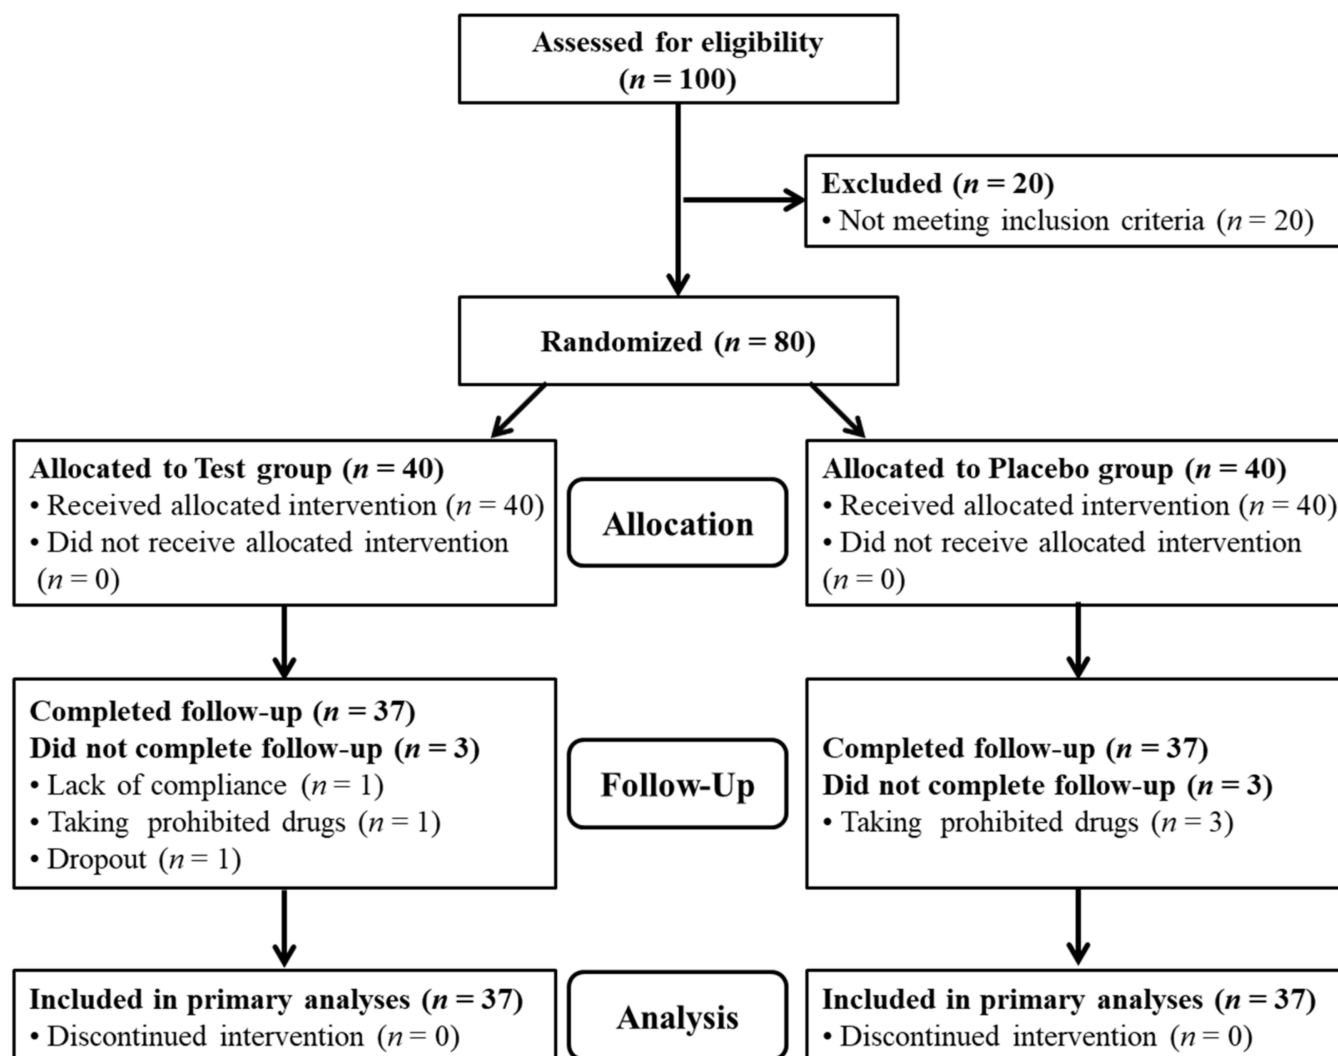 Assessed for eligibility
(n = 100)
Excluded (n = 20)
• Not meeting inclusion criteria (n = 20)
Randomized (n = 80)
Allocated to Test group (n = 40)
• Received allocated intervention (n = 40)
• Did not receive allocated intervention
(n = 0)
Allocation
Allocated to Placebo group (n = 40)
• Received allocated intervention (n = 40)
• Did not receive allocated intervention
(n = 0)
Completed follow-up (n = 37)
Did not complete follow-up (n = 3)
• Lack of compliance (n = 1)
• Taking prohibited drugs (n = 1)
• Dropout (n = 1)
Follow-Up
Completed follow-up (n = 37)
Did not complete follow-up (n = 3)
• Taking prohibited drugs (n = 3)
Included in primary analyses (n = 37)
• Discontinued intervention (n = 0)
Analysis
Included in primary analyses (n = 37)
• Discontinued intervention (n = 0)